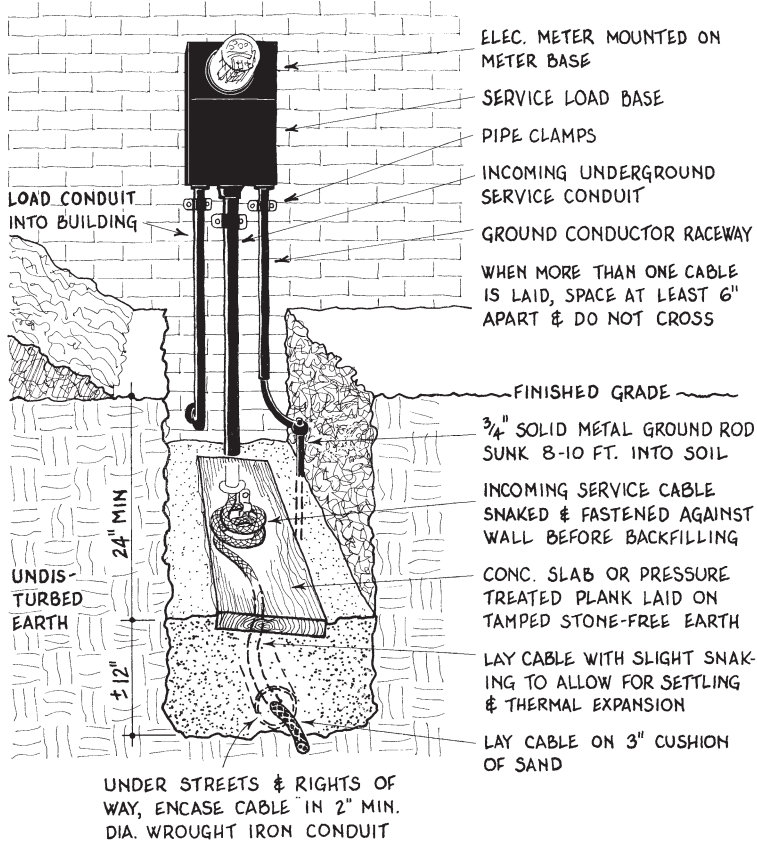 ELEC. METER MOUNTED ON
METER BASE
SERVICE LOAD BASE
PIPE CLAMPS
INCOMING UNDERGROUND
SERVICE CONDUIT
LOAD CONDUIT
INTO BUILDING
GROUND CONDUCTOR RACEWAY
WHEN MORE THAN ONE CABLE
IS LAID, SPACE AT LEAST 6"
APART & DO NOT CROSS
FINISHED GRADE
3/4" SOLID METAL GROUND ROD
SUNK 8-10 FT. INTO SOIL
INCOMING SERVICE CABLE
SNAKED & FASTENED AGAINST
WALL BEFORE BACKFILLING
24" MIN
UNDIS-
TURBED
EARTH
CONC. SLAB OR PRESSURE
TREATED PLANK LAID ON
TAMPED STONE-FREE EARTH
±12"
LAY CABLE WITH SLIGHT SNAK-
ING TO ALLOW FOR SETTLING
& THERMAL EXPANSION
LAY CABLE ON 3" CUSHION
OF SAND
UNDER STREETS & RIGHTS OF
WAY, ENCASE CABLE IN 2" MIN.
DIA. WROUGHT IRON CONDUIT